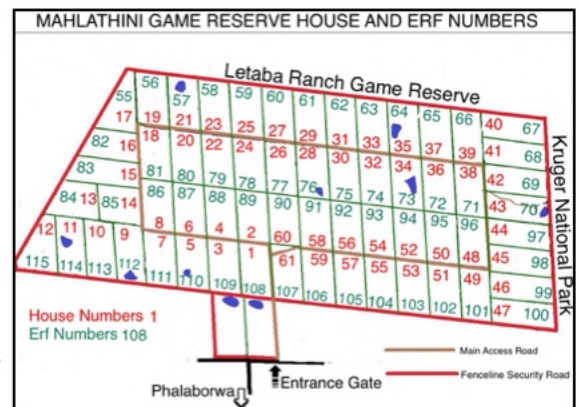 MAHLATHINI GAME RESERVE HOUSE AND ERF NUMBERS
Letaba Ranch Game Reserve
Kruger National Park
55 56 57 58 59 60 61 62 63 64 65 66 40 67
17 19 21 23 25 27 29 31 33 35 37 39 41 68
82 16 18 20 22 24 26 28 30 32 34 36 38 42 69
83 15 81 80 79 78 77 76 75 74 73 72 71 43 70
84 13 85 14 86 87 88 89 90 91 92 93 94 95 96 44 97
12 11 10 9 8 6 4 2 60 58 56 54 52 50 48 45 98
7 5 3 1 61 59 57 55 53 51 49 46 99
115 114 113 112 111 110 109 108 107 106 105 104 103 102 101 47 100
House Numbers 1
Erf Numbers 108
Main Access Road
Fenceline Security Road
Entrance Gate
Phalaborwa